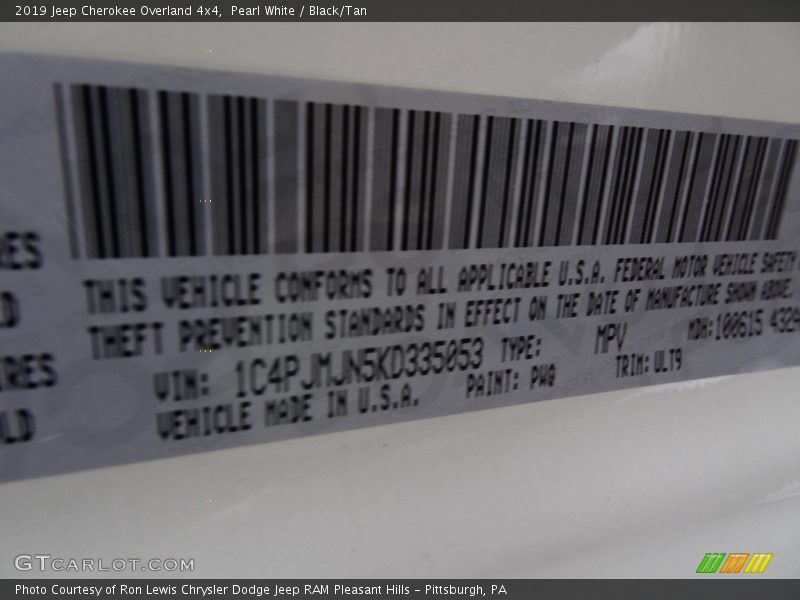 2019 Jeep Cherokee Overland 4x4, Pearl White / Black/Tan
THIS VEHICLE CONFORMS TO ALL APPLICABLE U.S.A. FEDERAL MOTOR VEHICLE SAFETY
THEFT PREVENTION STANDARDS IN EFFECT ON THE DATE OF MANUFACTURE SHOWN ABOVE.
VIN: 1C4PJMJN5KD335053 TYPE: MPV MDH:100615 432A
VEHICLE MADE IN U.S.A. PAINT: PWG TRIM:ULT9
GTCARLOT.COM
Photo Courtesy of Ron Lewis Chrysler Dodge Jeep RAM Pleasant Hills - Pittsburgh, PA